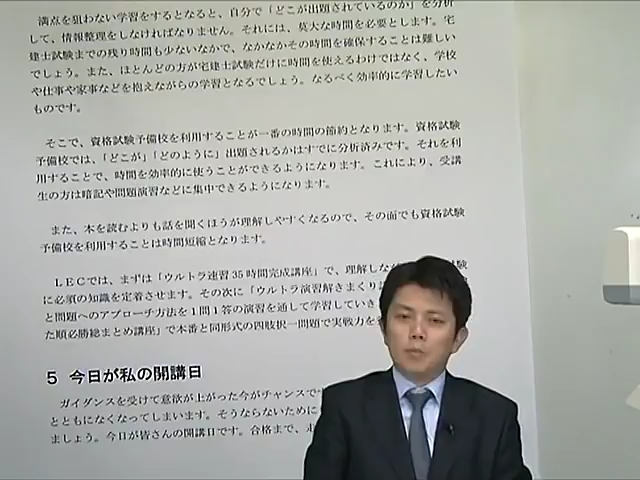 満点を狙わない学習をするとなると、自分で「どこが出題されているのか」を分析
して、情報整理をしなければなりません。それには、莫大な時間を必要とします。宅
建士試験までの残り時間も少ないなかで、なかなかその時間を確保することは難しい
でしょう。また、ほとんどの方が宅建士試験だけに時間を使えるわけではなく、学校
や仕事や家事などを抱えながらの学習となるでしょう。なるべく効率的に学習したい
ものです。
そこで、資格試験予備校を利用することが一番の時間の節約となります。資格試験
予備校では、「どこが」「どのように」出題されるかはすでに分析済みです。それを利
用することで、時間を効率的に使うことができるようになります。これにより、受講
生の方は暗記や問題演習などに集中できるようになります。
また、本を読むよりも話を聞くほうが理解しやすくなるので、その面でも資格試験
予備校を利用することは時間短縮となります。
LECでは、まずは「ウルトラ速習35時間完成講座」で、理解しな 験
に必須の知識を定着させます。その次に「ウルトラ演習解きまくり
と問題へのアプローチ方法を1問1答の演習を通して学習していき
た順必勝総まとめ講座」で本番と同形式の四肢択一問題で実戦力を
5 今日が私の開講日
ガイダンスを受けて意欲が上がった今がチャンスで
とともになくなってしまいます。そうならないために
ましょう。今日が皆さんの開講日です。合格まで、